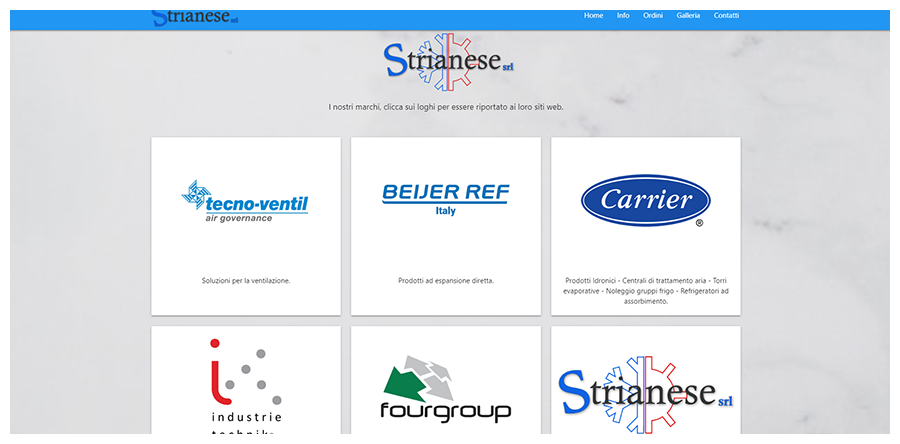 Strianese srl
Home Info Ordini Galleria Contatti
Strianese srl
I nostri marchi, clicca sui loghi per essere riportato ai loro siti web.
tecno-ventil
air governance
Soluzioni per la ventilazione.
BEIJER REF
Italy
Prodotti ad espansione diretta.
Carrier
®
Prodotti Idronici - Centrali di trattamento aria - Torri
evaporative - Noleggio gruppi frigo - Refrigeratori ad
assorbimento.
industrie
technik
fourgroup
Strianese srl